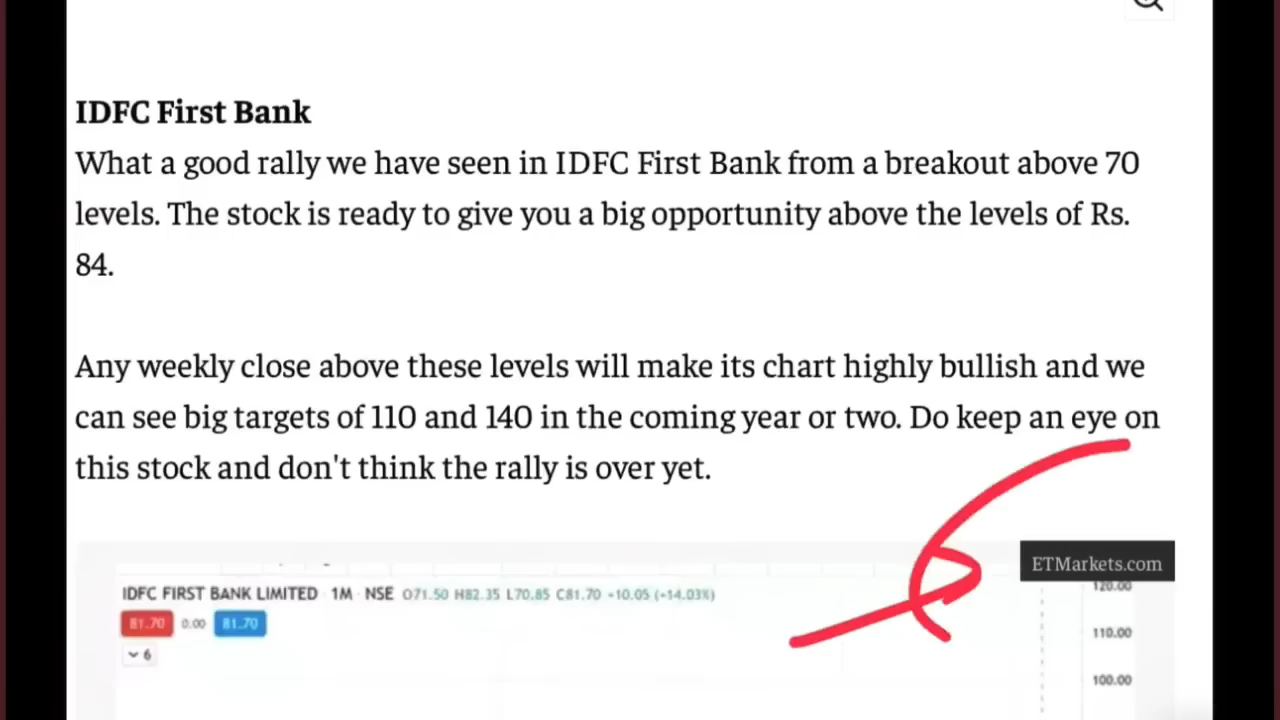 IDFC First Bank
What a good rally we have seen in IDFC First Bank from a breakout above 70
levels. The stock is ready to give you a big opportunity above the levels of Rs.
84.
Any weekly close above these levels will make its chart highly bullish and we
can see big targets of 110 and 140 in the coming year or two. Do keep an eye on
this stock and don't think the rally is over yet.
ETMarkets.com
IDFC FIRST BANK LIMITED · 1M · NSE O71.50 H82.35 L70.85 C81.70 +10.05 (+14.03%)
81.70 0.00 81.70
6
120.00
110.00
100.00